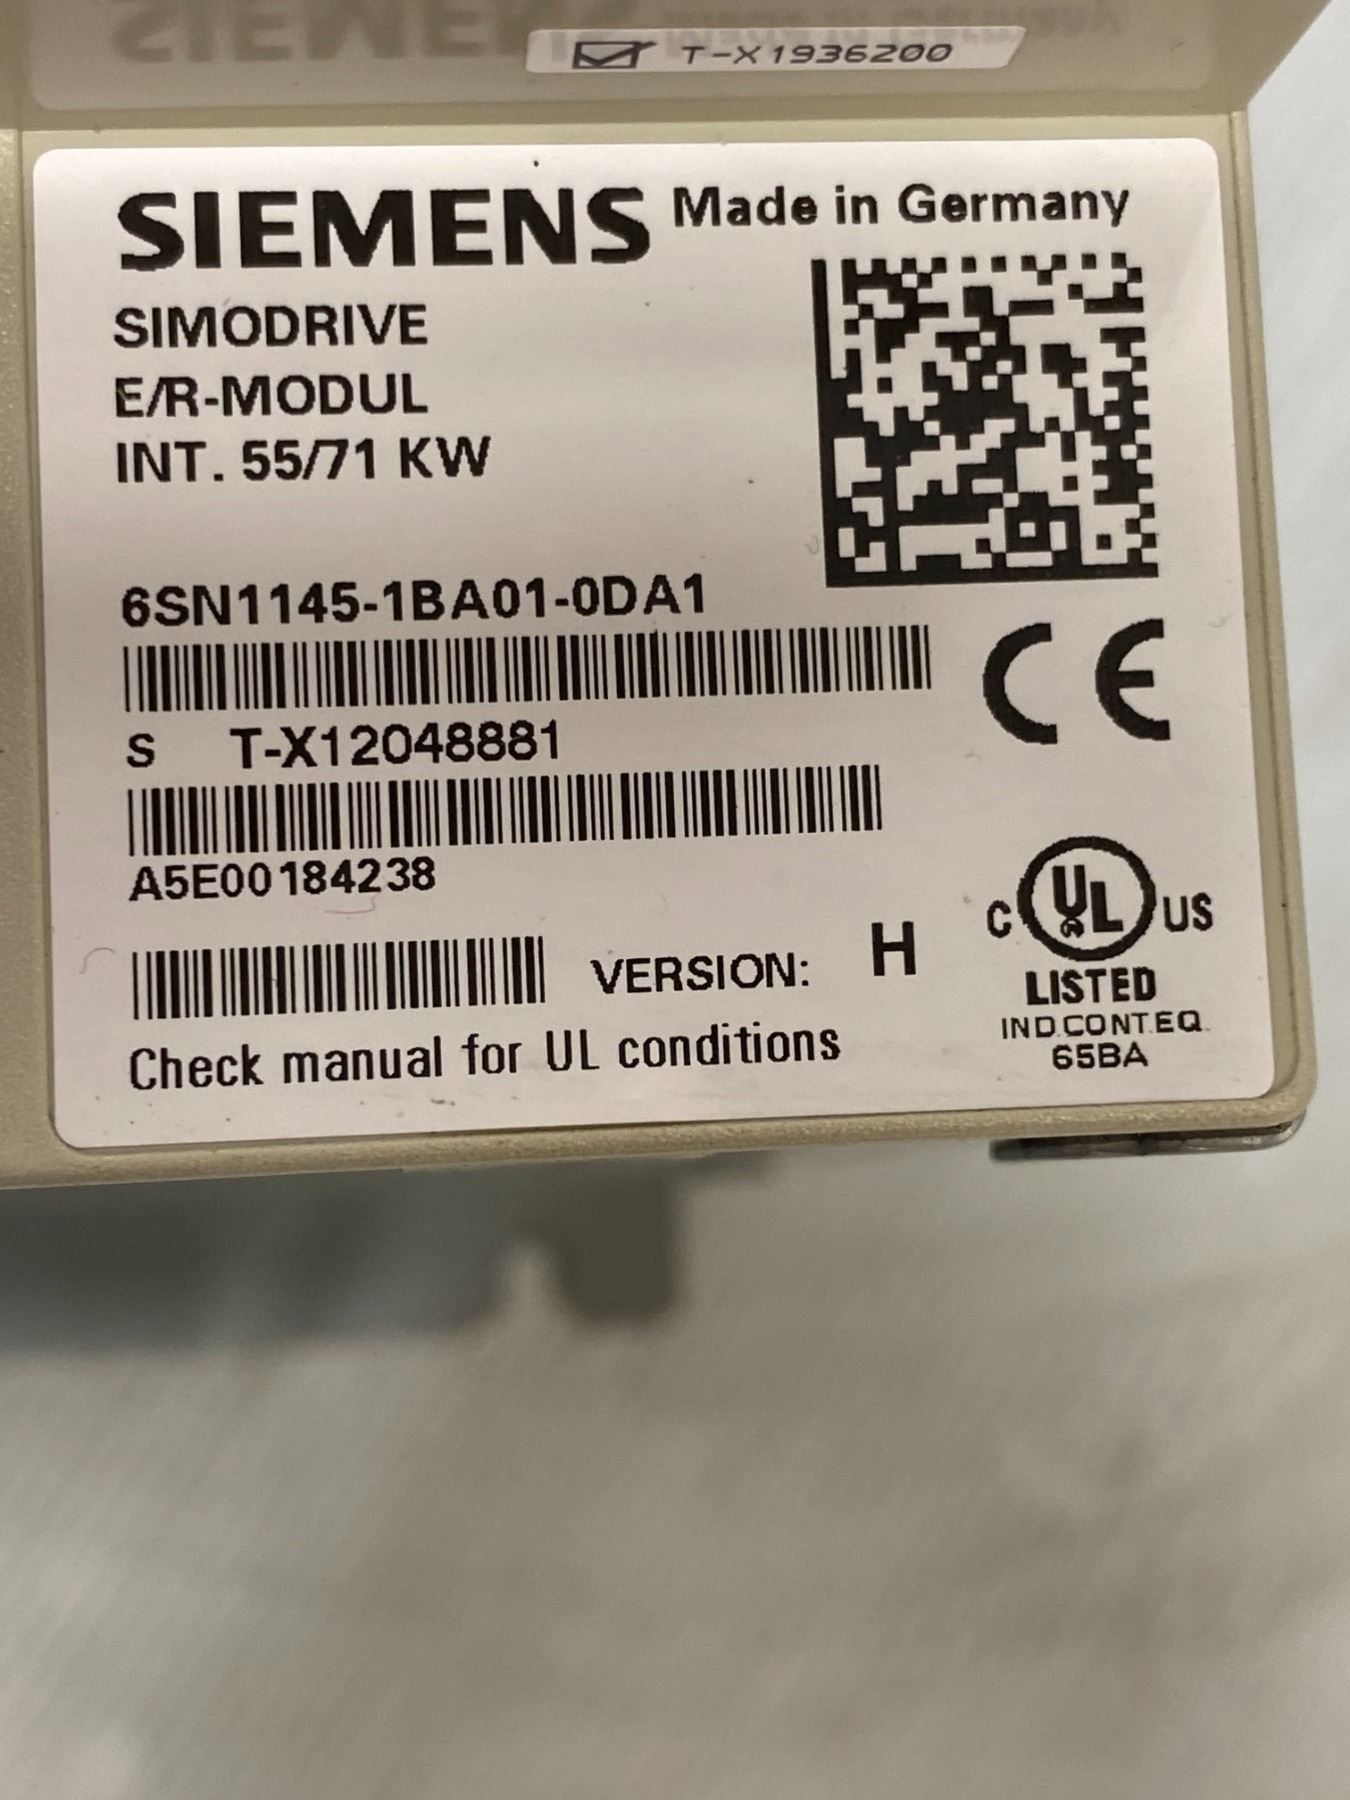 T-X1936200
SIEMENS Made in Germany
SIMODRIVE
E/R-MODUL
INT. 55/71 KW
6SN1145-1BA01-0DA1
CE
S T-X12048881
A5E00184238
VERSION: H
C UL US
LISTED
IND.CONT.EQ.
65BA
Check manual for UL conditions